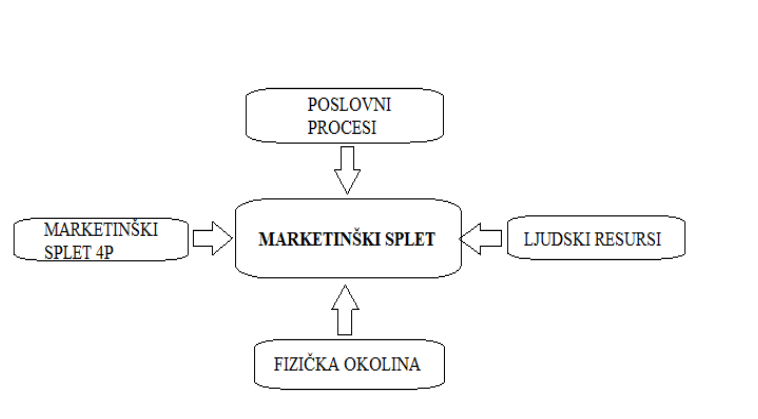 POSLOVNI
PROCESI
MARKETINŠKI
SPLET 4P
MARKETINŠKI SPLET
LJUDSKI RESURSI
FIZIČKA OKOLINA